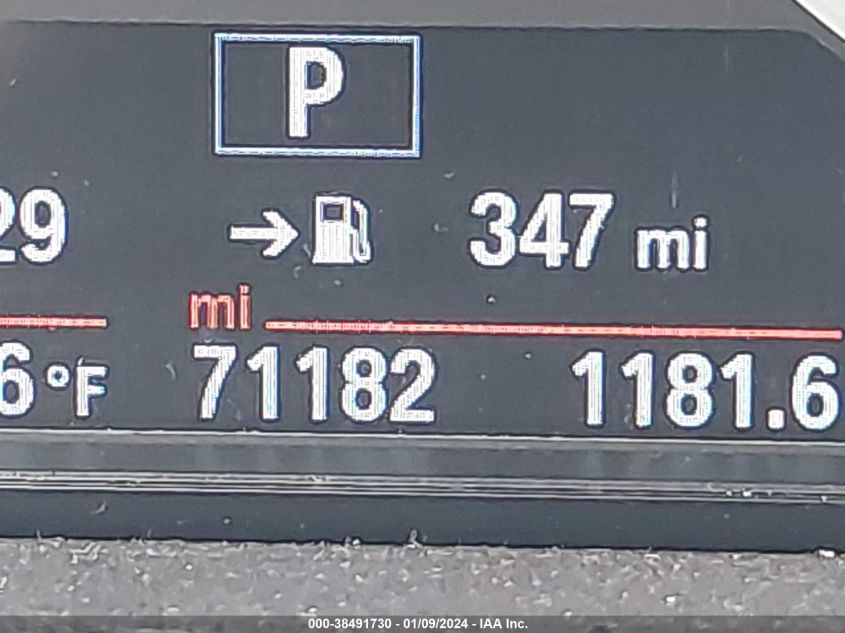 P
29 → 347 mi
mi
6°F 71182 1181.6
000-38491730 - 01/09/2024 - IAA Inc.